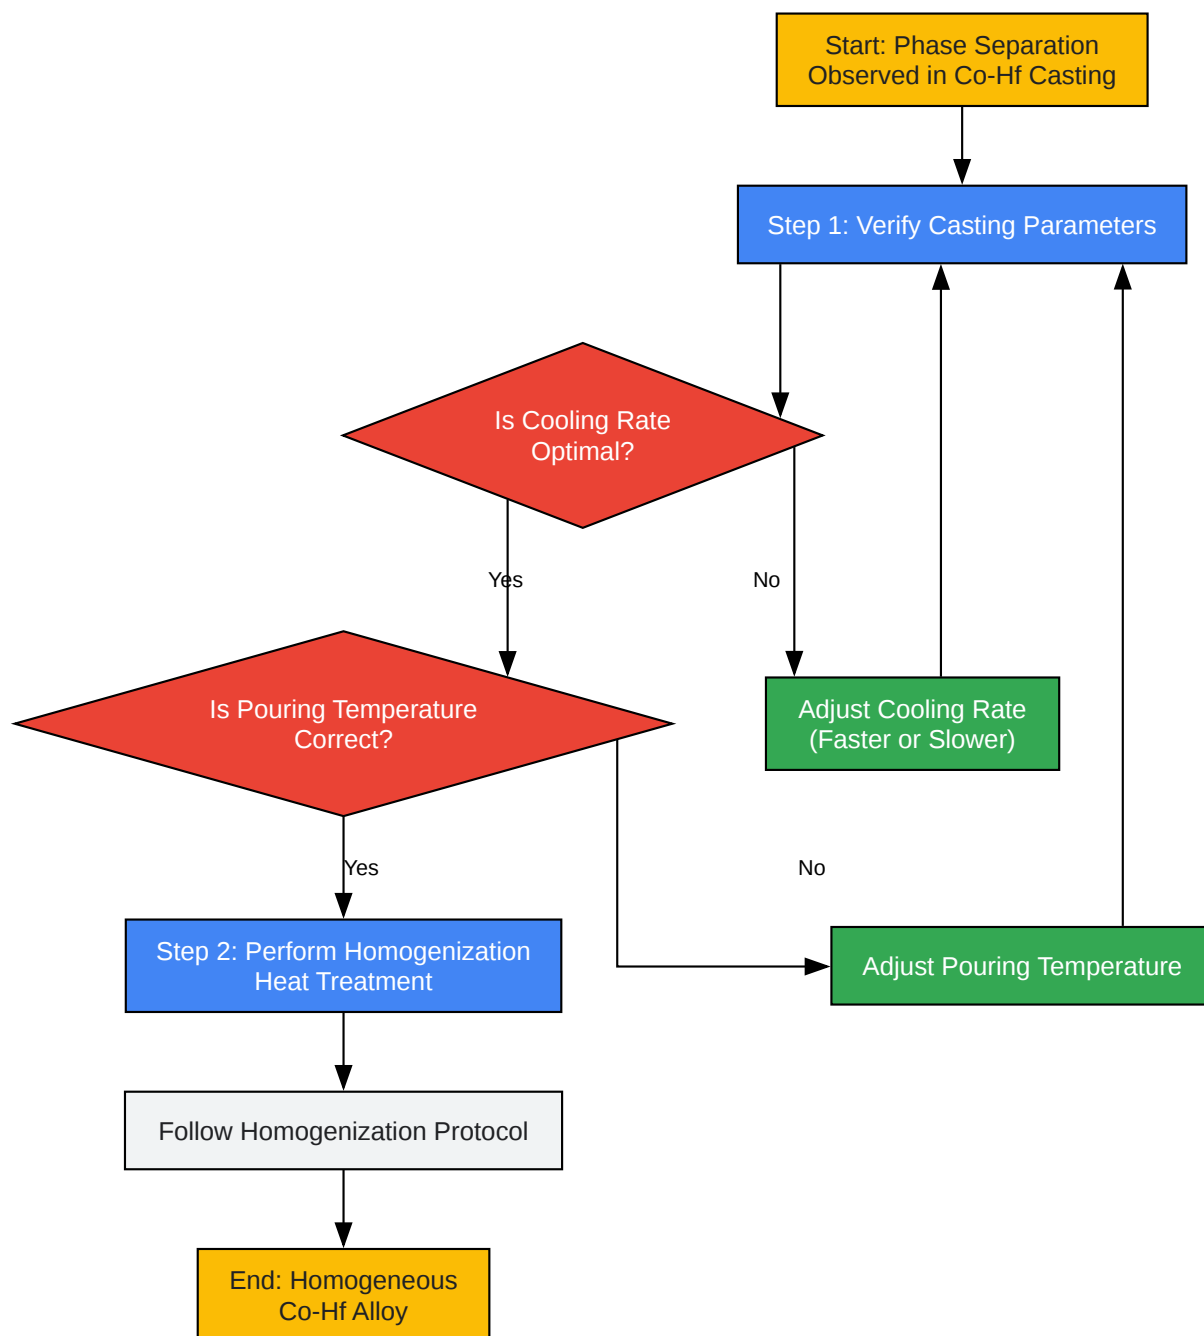 Start: Phase Separation
Observed in Co-Hf Casting
Step 1: Verify Casting Parameters
Is Cooling Rate
Optimal?
Yes
No
Is Pouring Temperature
Correct?
Adjust Cooling Rate
(Faster or Slower)
Yes
No
Step 2: Perform Homogenization
Heat Treatment
Adjust Pouring Temperature
Follow Homogenization Protocol
End: Homogeneous
Co-Hf Alloy